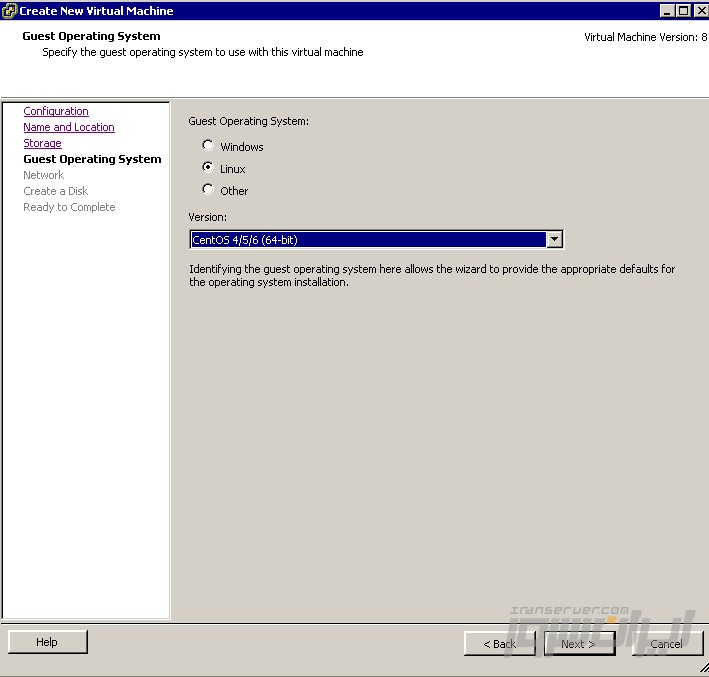 Create New Virtual Machine
Guest Operating System
Specify the guest operating system to use with this virtual machine
Virtual Machine Version: 8
Configuration
Name and Location
Storage
Guest Operating System
Network
Create a Disk
Ready to Complete
Guest Operating System:
Windows
Linux
Other
Version:
CentOS 4/5/6 (64-bit)
Identifying the guest operating system here allows the wizard to provide the appropriate defaults for
the operating system installation.
iranserver.com
ایران سرور
Help
< Back
Next >
Cancel